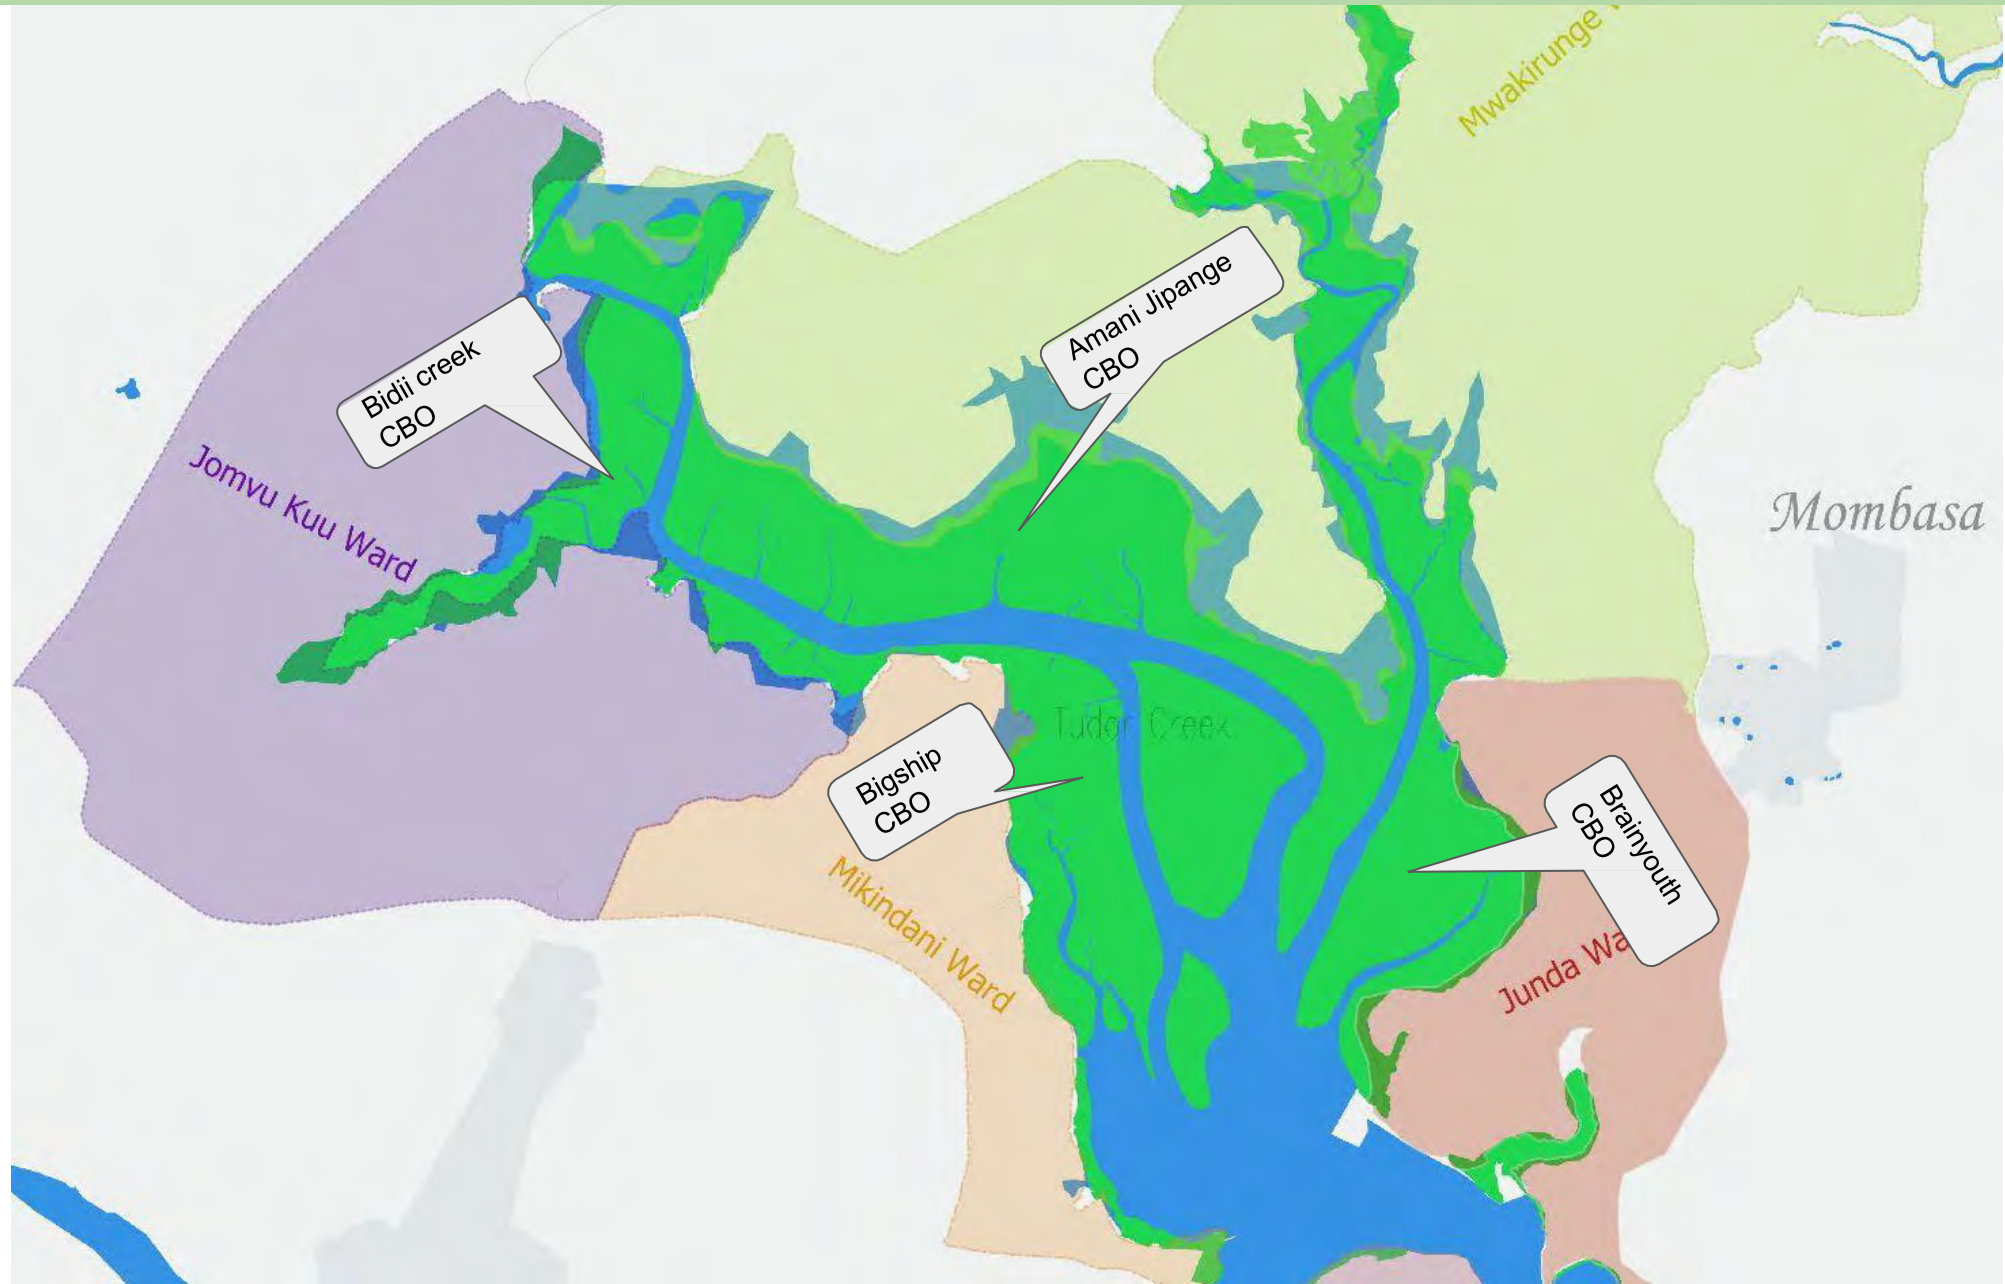 Mwakirunge
Amani Jipange
CBO
Bidii creek
CBO
Jomvu Kuu Ward
Mombasa
Tudor Creek
Bigship
CBO
Brainyouth
CBO
Mikindani Ward
Junda Wa